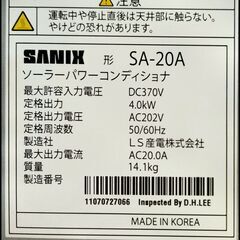 注意
運転中や停止直後は天井部に触らない。
やけどの恐れがあります。
SANIX 形 SA-20A
ソーラーパワーコンディショナ
最大許容入力電圧 DC370V
定格出力 4.0kW
定格出力電圧 AC202V
定格周波数 50/60Hz
製造社 LS産電株式会社
最大出力電流 AC20.0A
質量 14.1kg
Inspected By D.H.LEE
11070727066
MADE IN KOREA